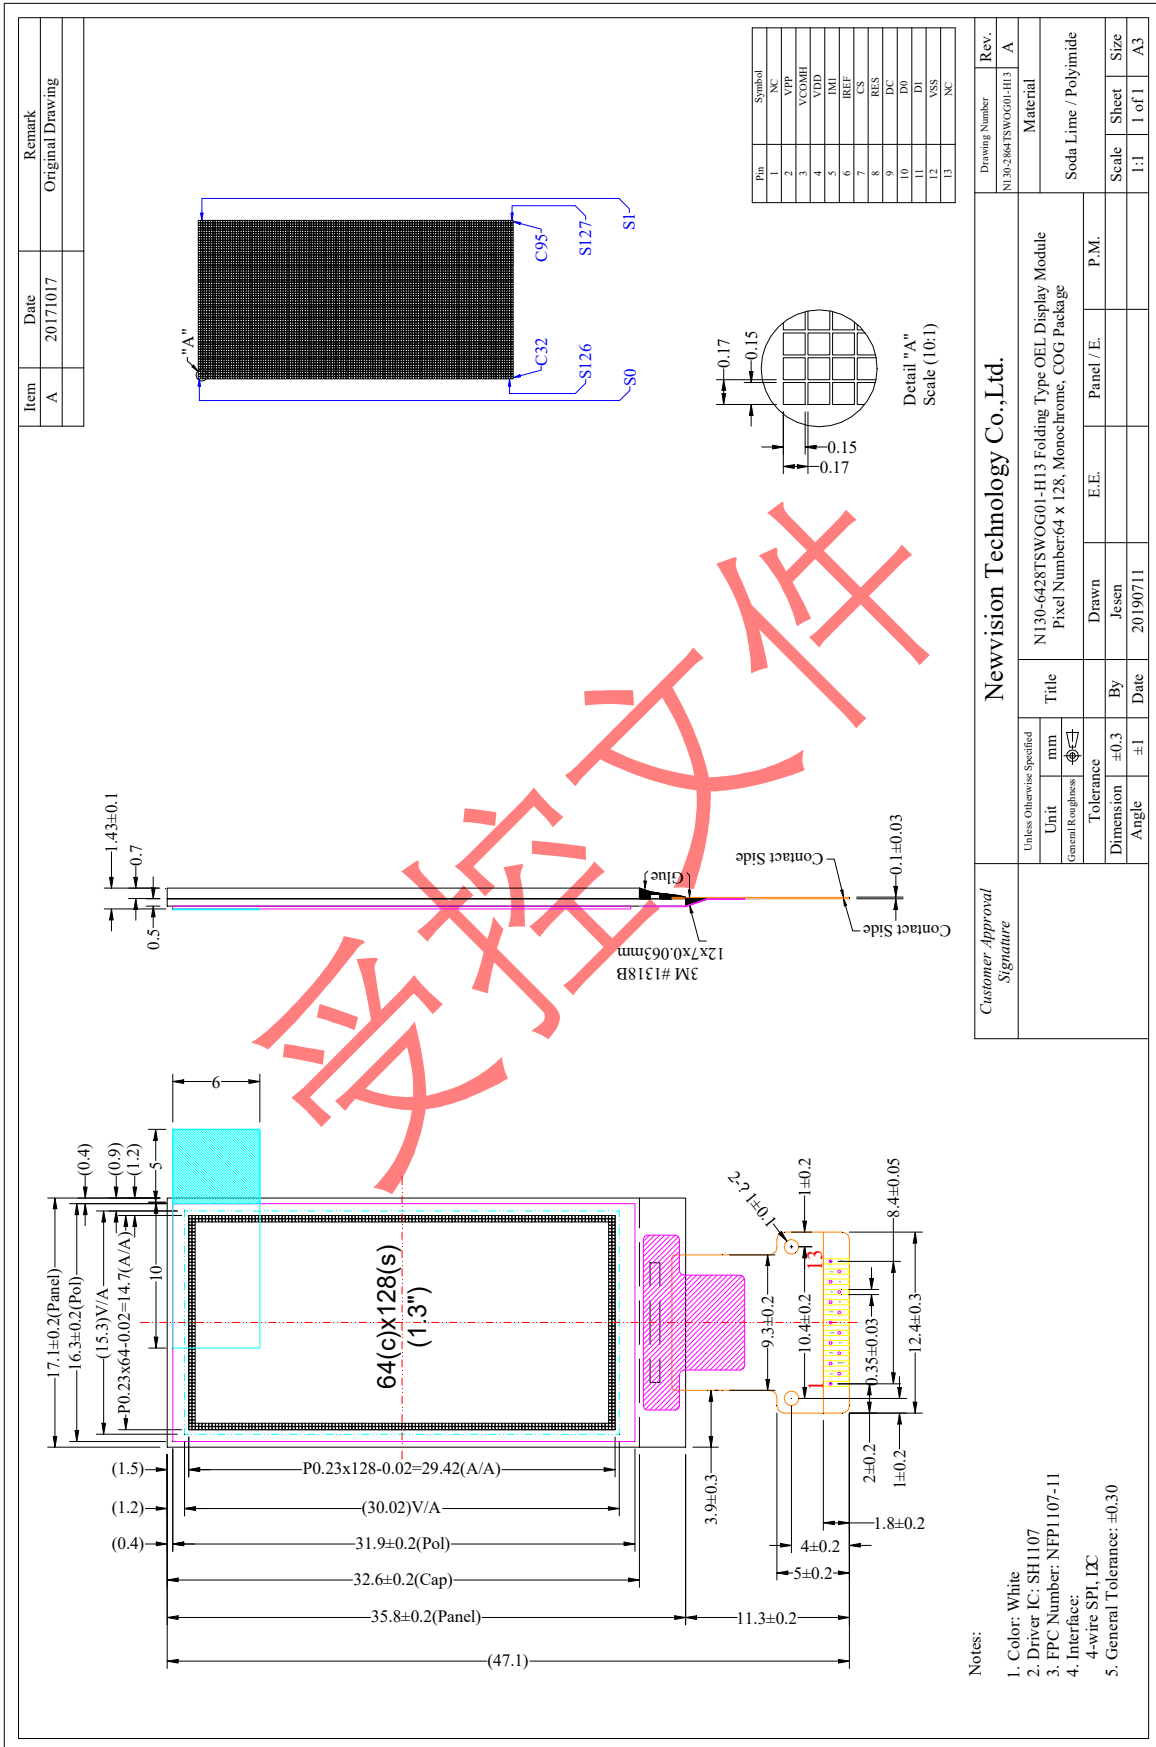 Item Date Remark
A 20171017 Original Drawing
"A"
C95
S127
S1
C32
S126
S0
Pin Symbol
1 NC
2 VPP
3 VCOMH
4 VDD
5 IM1
6 IREF
7 CS
8 RES
9 DC
10 D0
11 D1
12 VSS
13 NC
0.17
0.15
0.15
0.17
Detail "A"
Scale (10:1)
1.43±0.1
0.7
0.5
Glue
3M #1318B
12x7x0.063mm
Contact Side
Contact Side
0.1±0.03
受控文件
17.1±0.2(Panel)
16.3±0.2(Pol)
(15.3)V/A
P0.23x64-0.02=14.7(A/A)
(0.4)
(0.9)
(1.2)
5
10
6
64(c)x128(s)
(1.3")
(1.5)
P0.23x128-0.02=29.42(A/A)
(1.2)
(30.02)V/A
(0.4)
31.9±0.2(Pol)
32.6±0.2(Cap)
35.8±0.2(Panel)
11.3±0.2
(47.1)
3.9±0.3
2-? 1±0.1
1±0.2
9.3±0.2
10.4±0.2
13
1
0.35±0.03
8.4±0.05
12.4±0.3
2±0.2
1±0.2
1.8±0.2
4±0.2
5±0.2
Notes:
1. Color: White
2. Driver IC: SH1107
3. FPC Number: NFP1107-11
4. Interface:
4-wire SPI, I2C
5. General Tolerance: ±0.30
Customer Approval
Signature
Newvision Technology Co.,Ltd.
Drawing Number Rev.
N130-2864TSWOG01-H13 A
Unless Otherwise Specified
Unit mm
General Roughness
Tolerance
Dimension ±0.3
Angle ±1
Title
N130-6428TSWOG01-H13 Folding Type OEL Display Module
Pixel Number:64 x 128, Monochrome, COG Package
Material
Soda Lime / Polyimide
Drawn E.E. Panel / E. P.M.
By Jesen
Date 20190711
Scale Sheet Size
1:1 1 of 1 A3